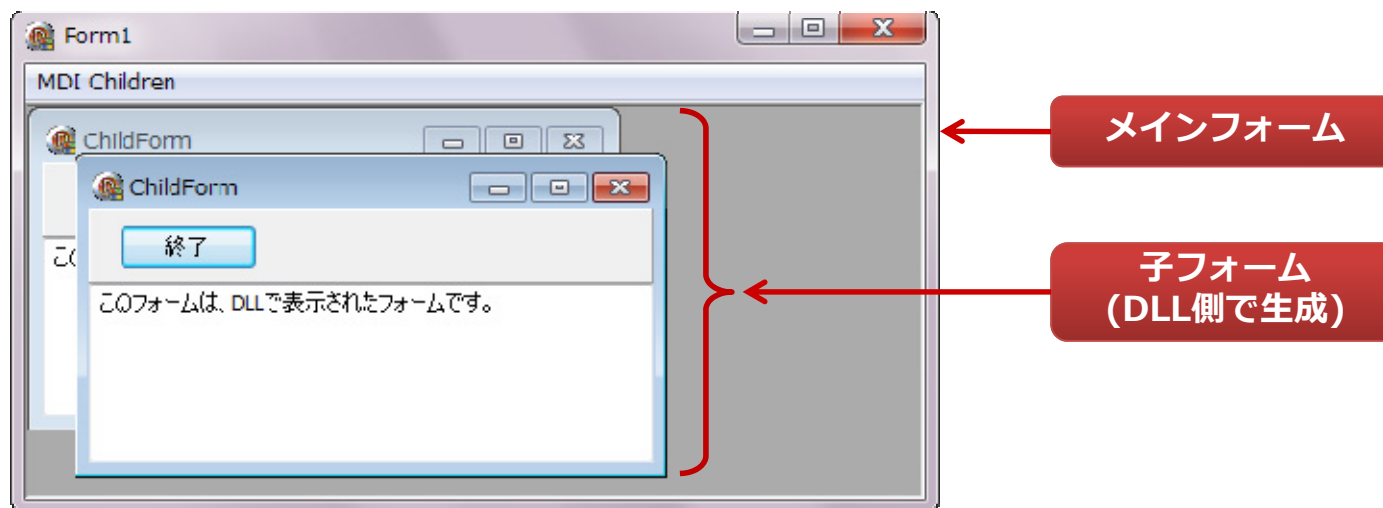 Form1
MDI Children
ChildForm
ChildForm
終了
この
このフォームは、DLLで表示されたフォームです。
メインフォーム
子フォーム
(DLL側で生成)